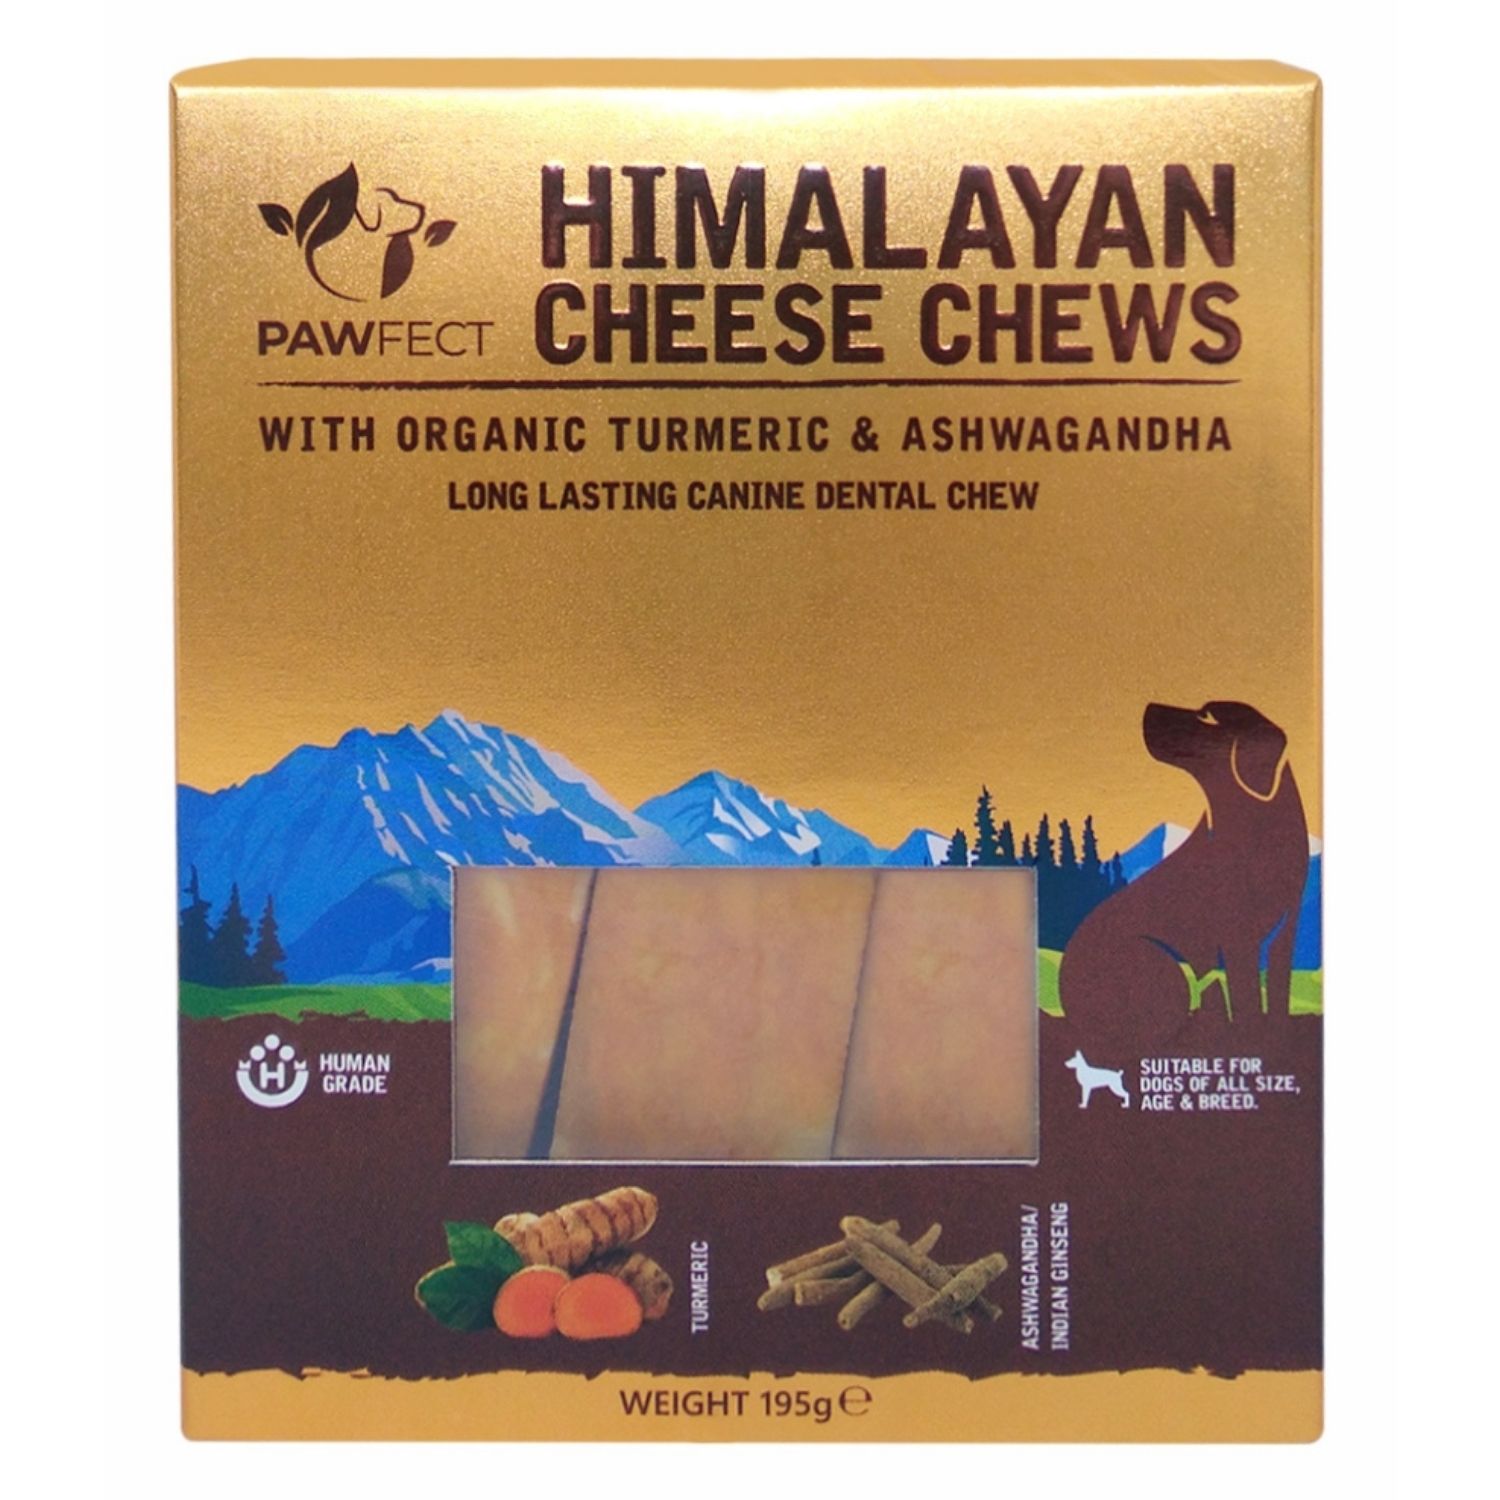 PAWFECT
HIMALAYAN
CHEESE CHEWS
WITH ORGANIC TURMERIC & ASHWAGANDHA
LONG LASTING CANINE DENTAL CHEW
H
HUMAN
GRADE
SUITABLE FOR
DOGS OF ALL SIZE,
AGE & BREED.
TURMERIC
ASHWAGANDHA/
INDIAN GINSENG
WEIGHT 195g℮